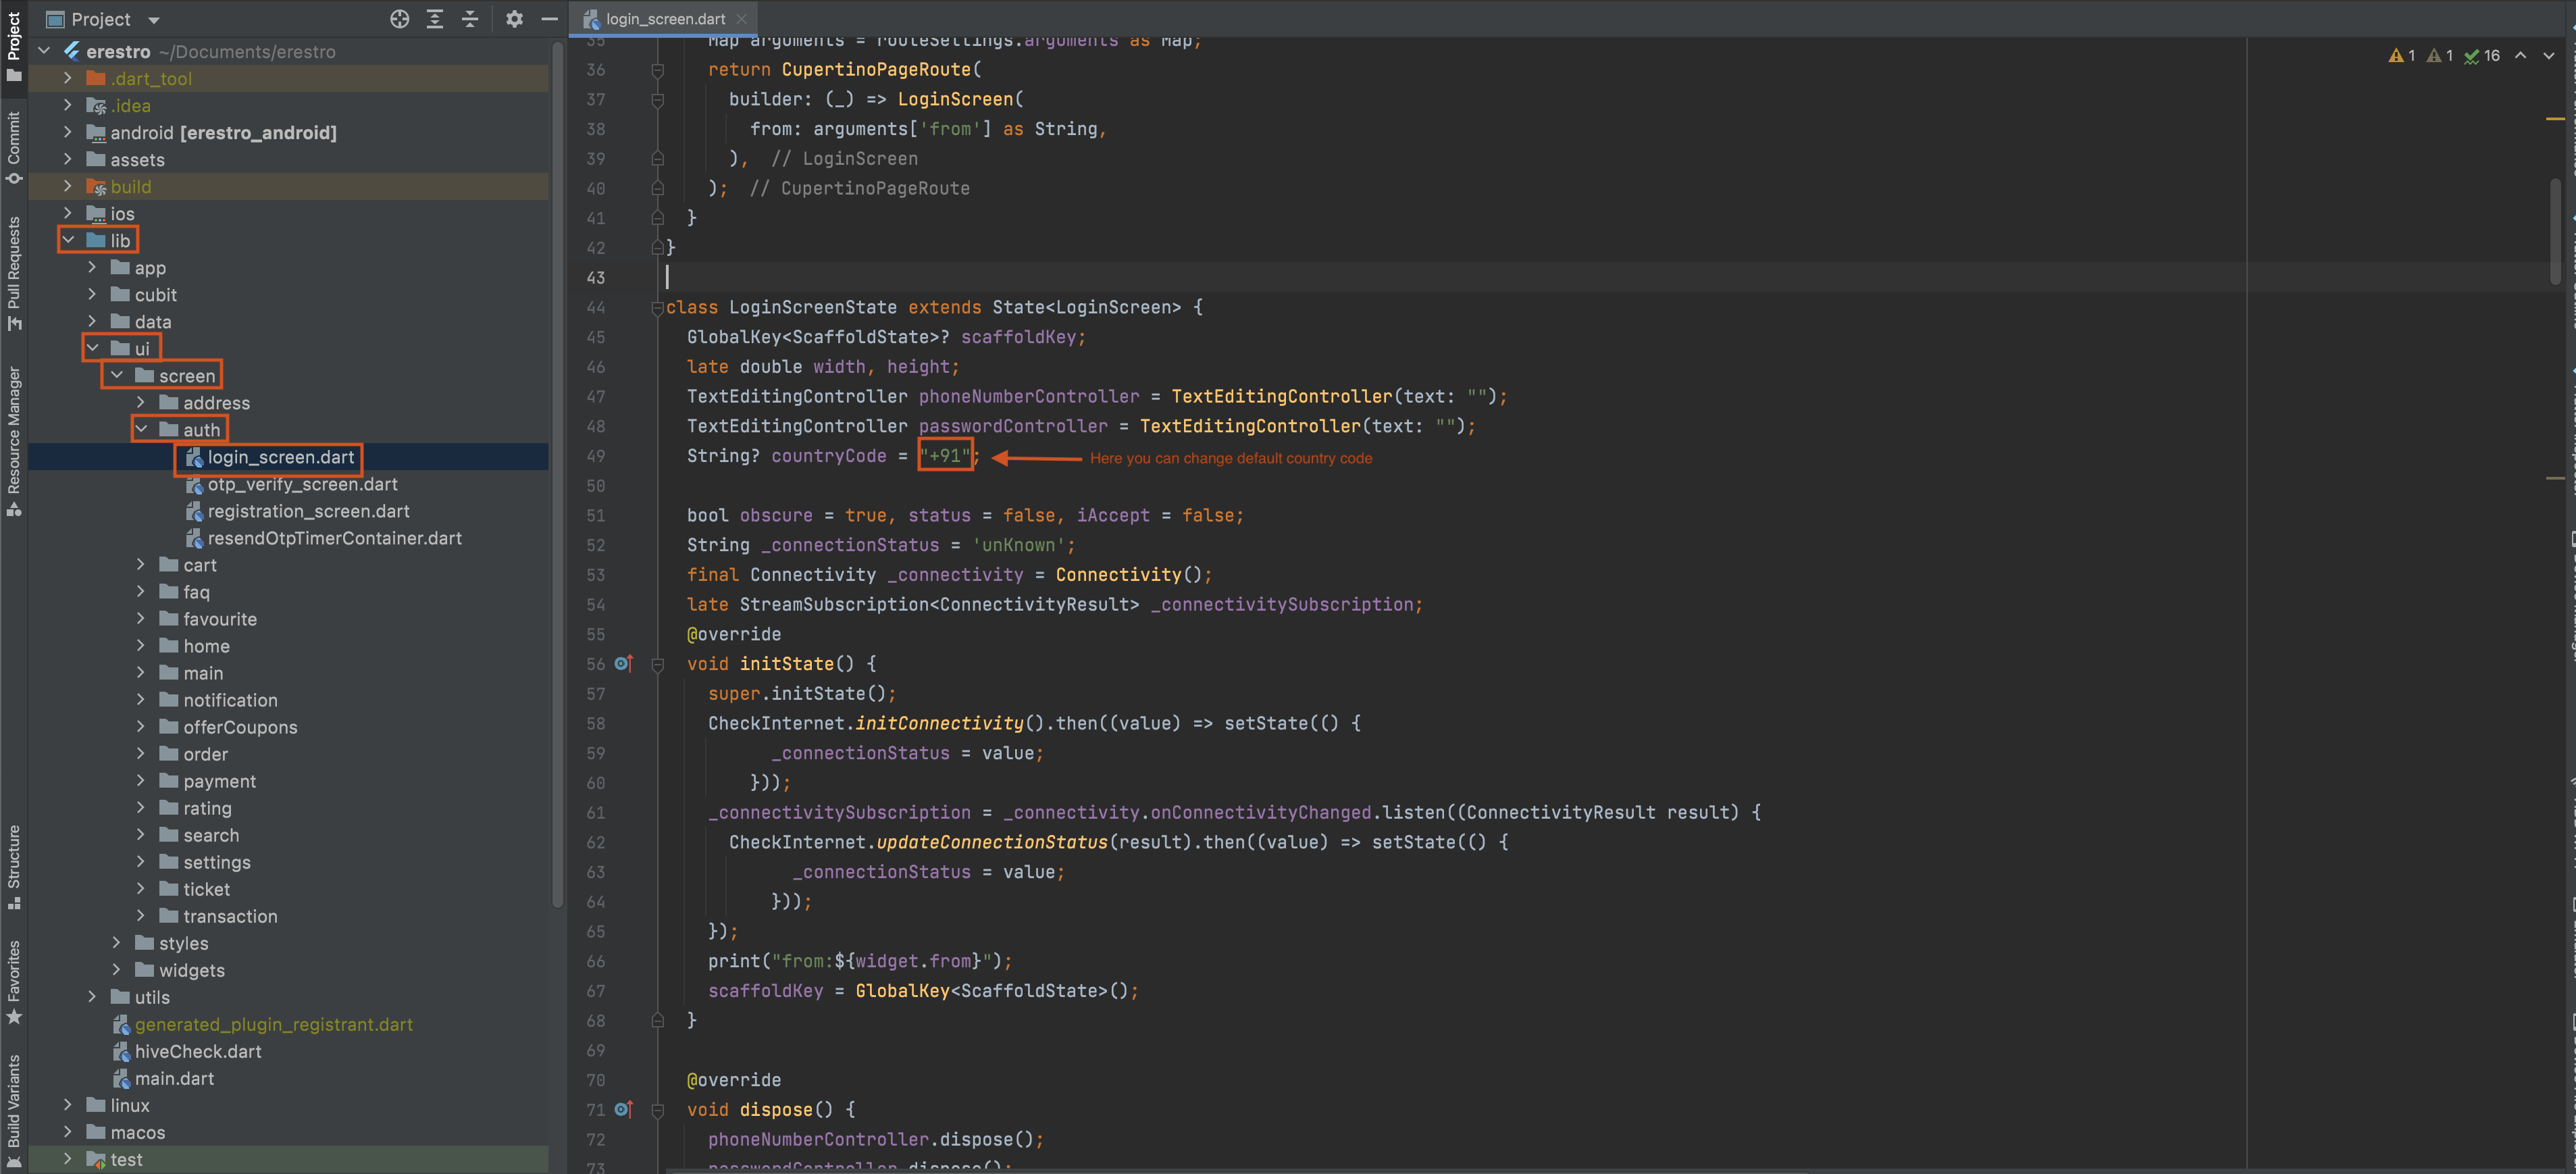 Project
login_screen.dart
erestro ~/Documents/erestro
.dart_tool
.idea
android [erestro_android]
assets
build
ios
lib
app
cubit
data
ui
screen
address
auth
login_screen.dart
otp_verify_screen.dart
registration_screen.dart
resendOtpTimerContainer.dart
cart
faq
favourite
home
main
notification
offerCoupons
order
payment
rating
search
settings
ticket
transaction
styles
widgets
utils
generated_plugin_registrant.dart
hiveCheck.dart
main.dart
linux
macos
test
Project
Commit
Pull Requests
Resource Manager
Structure
Favorites
Build Variants
1 1 16
35 Map arguments = routeSettings.arguments as Map;
36 return CupertinoPageRoute(
37 builder: (_) => LoginScreen(
38 from: arguments['from'] as String,
39 ), // LoginScreen
40 ); // CupertinoPageRoute
41 }
42 }
43
44 class LoginScreenState extends State<LoginScreen> {
45 GlobalKey<ScaffoldState>? scaffoldKey;
46 late double width, height;
47 TextEditingController phoneNumberController = TextEditingController(text: "");
48 TextEditingController passwordController = TextEditingController(text: "");
49 String? countryCode = "+91"; Here you can change default country code
50
51 bool obscure = true, status = false, iAccept = false;
52 String _connectionStatus = 'unKnown';
53 final Connectivity _connectivity = Connectivity();
54 late StreamSubscription<ConnectivityResult> _connectivitySubscription;
55 @override
56 void initState() {
57 super.initState();
58 CheckInternet.initConnectivity().then((value) => setState(() {
59 _connectionStatus = value;
60 }));
61 _connectivitySubscription = _connectivity.onConnectivityChanged.listen((ConnectivityResult result) {
62 CheckInternet.updateConnectionStatus(result).then((value) => setState(() {
63 _connectionStatus = value;
64 }));
65 });
66 print("from:${widget.from}");
67 scaffoldKey = GlobalKey<ScaffoldState>();
68 }
69
70 @override
71 void dispose() {
72 phoneNumberController.dispose();
73 passwordController.dispose();